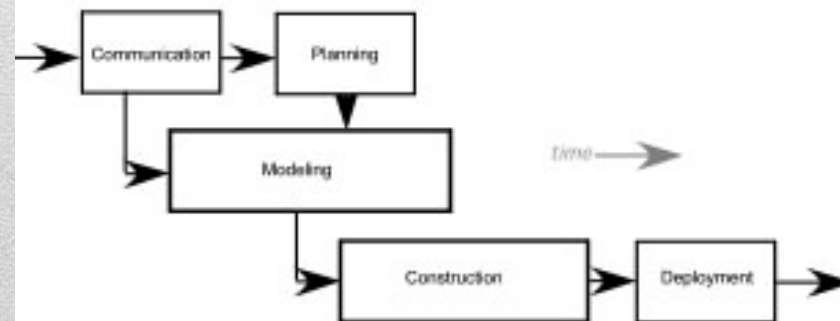 Communication
Planning
Modeling
time
Construction
Deployment